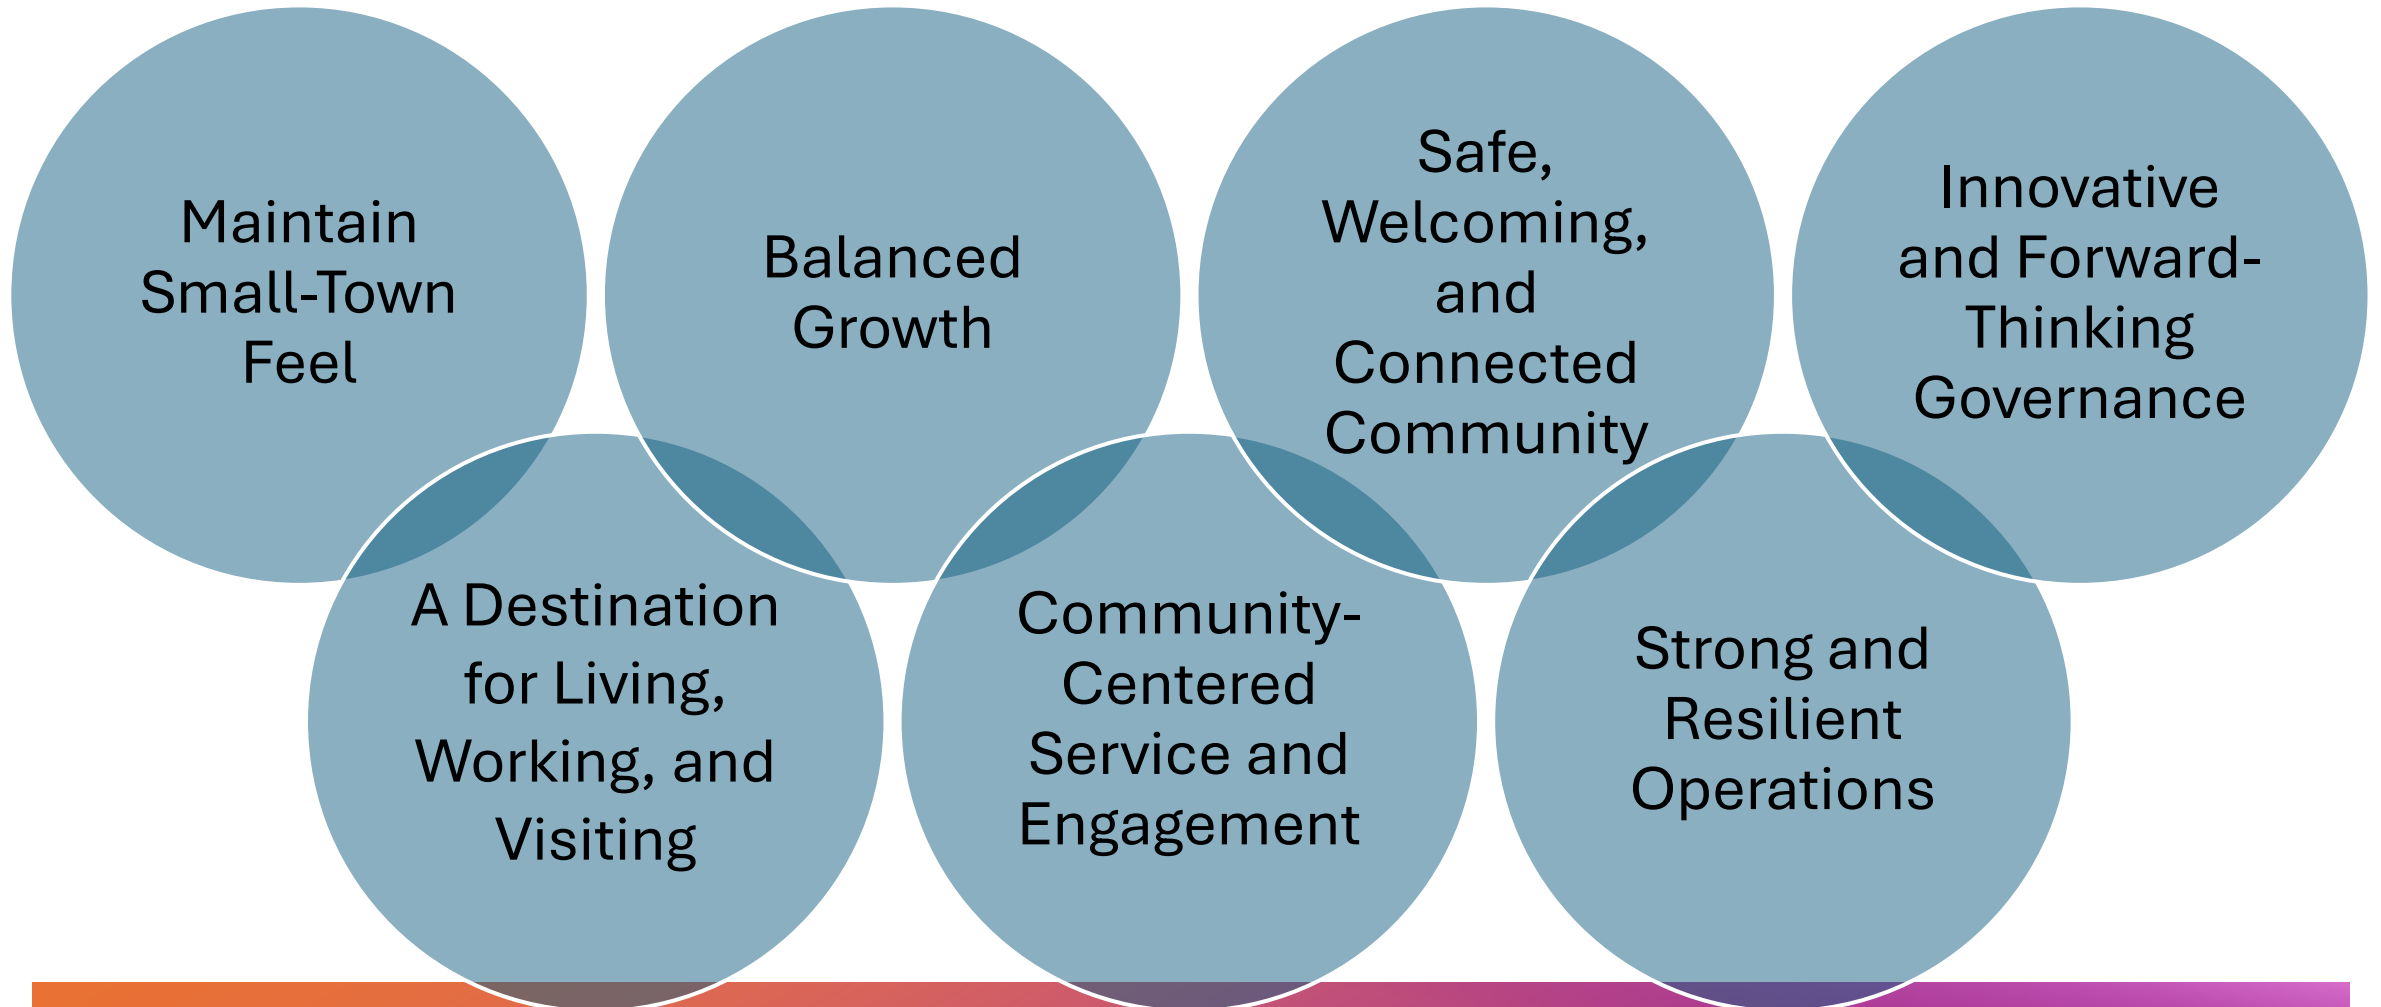 Maintain
Small-Town
Feel
Balanced
Growth
Safe,
Welcoming,
and
Connected
Community
Innovative
and Forward-
Thinking
Governance
A Destination
for Living,
Working, and
Visiting
Community-
Centered
Service and
Engagement
Strong and
Resilient
Operations